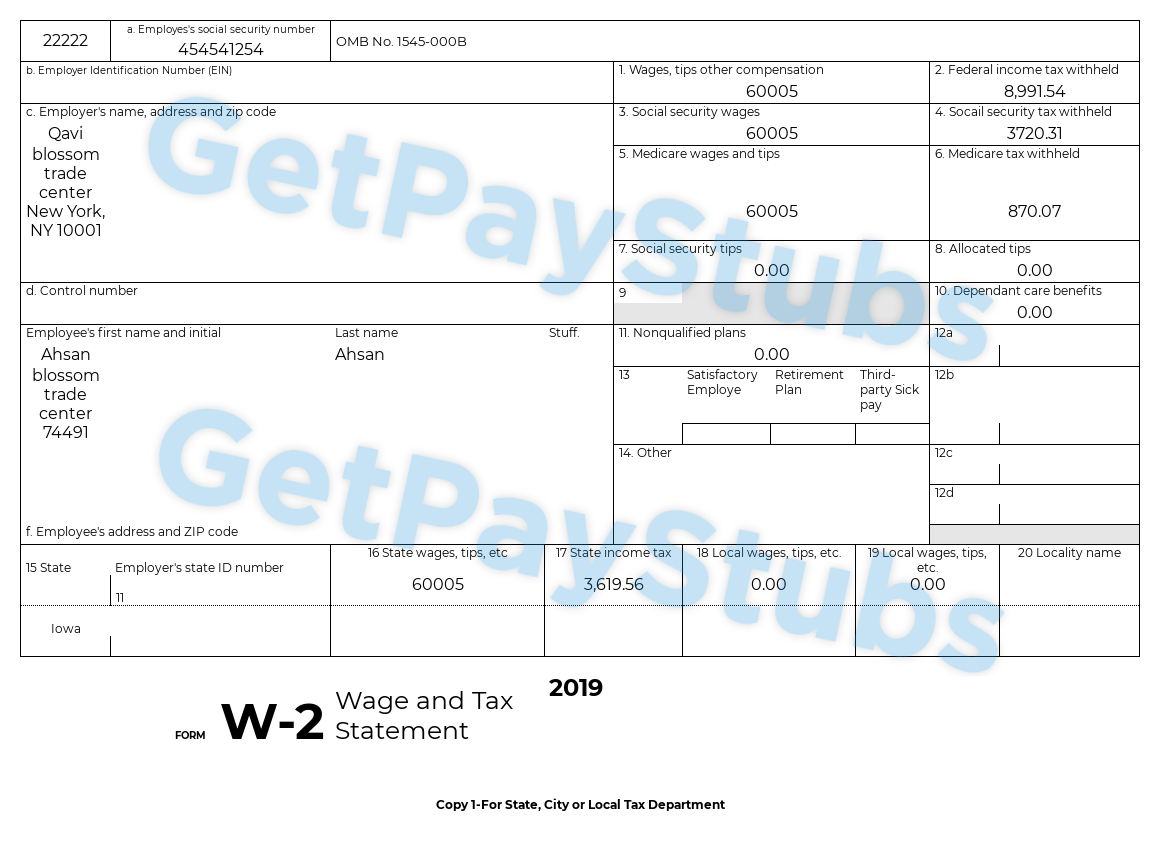 22222
a. Employes's social security number
454541254
OMB No. 1545-000B
b. Employer Identification Number (EIN)
1. Wages, tips other compensation
60005
2. Federal income tax withheld
8,991.54
c. Employer's name, address and zip code
Qavi
blossom
trade
center
New York,
NY 10001
3. Social security wages
60005
4. Socail security tax withheld
3720.31
5. Medicare wages and tips
60005
6. Medicare tax withheld
870.07
7. Social security tips
0.00
8. Allocated tips
0.00
d. Control number
9
10. Dependant care benefits
0.00
Employee's first name and initial
Last name
Stuff.
Ahsan
Ahsan
blossom
trade
center
74491
f. Employee's address and ZIP code
11. Nonqualified plans
0.00
12a
13
Satisfactory
Employe
Retirement
Plan
Third-
party Sick
pay
12b
14. Other
12c
12d
15 State
Employer's state ID number
11
16 State wages, tips, etc
60005
17 State income tax
3,619.56
18 Local wages, tips, etc.
0.00
19 Local wages, tips,
etc.
0.00
20 Locality name
Iowa
FORM
W-2
Wage and Tax
Statement
2019
Copy 1-For State, City or Local Tax Department
GetPayStubs
GetPayStubs